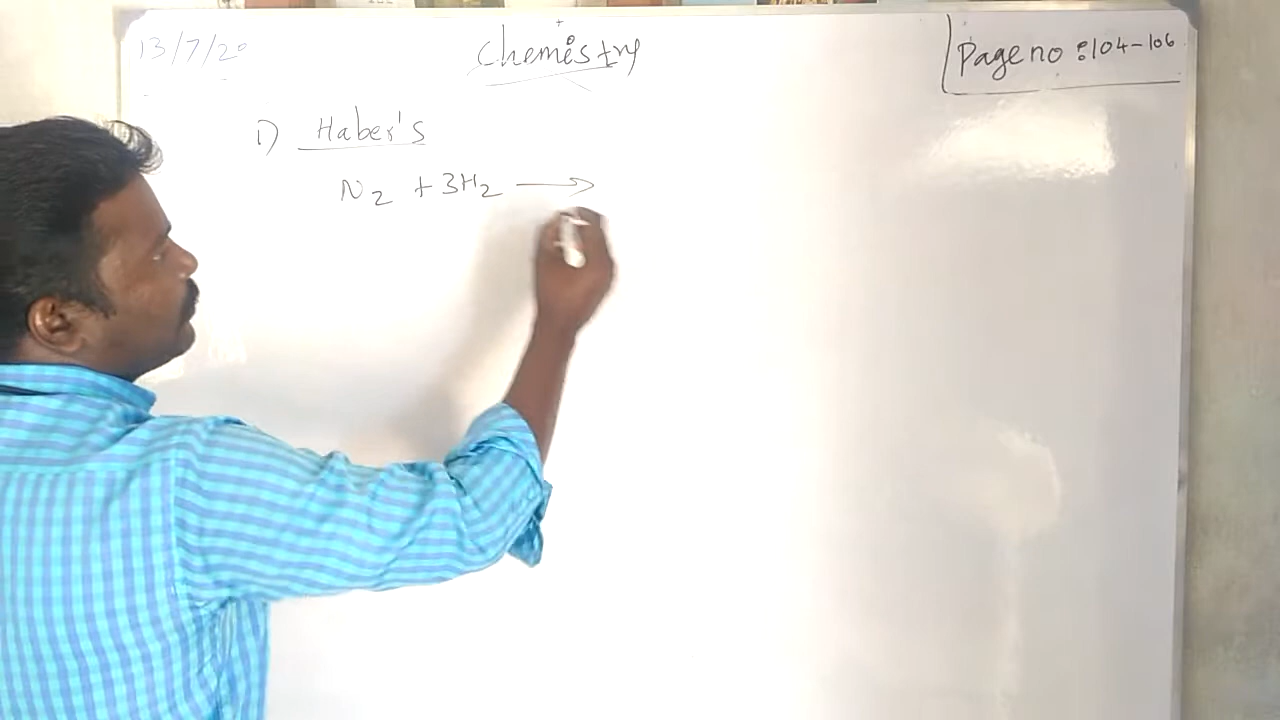 13/7/20
Chemistry
Page no : 104-106
1) Haber's
N₂ + 3H₂ ⟶